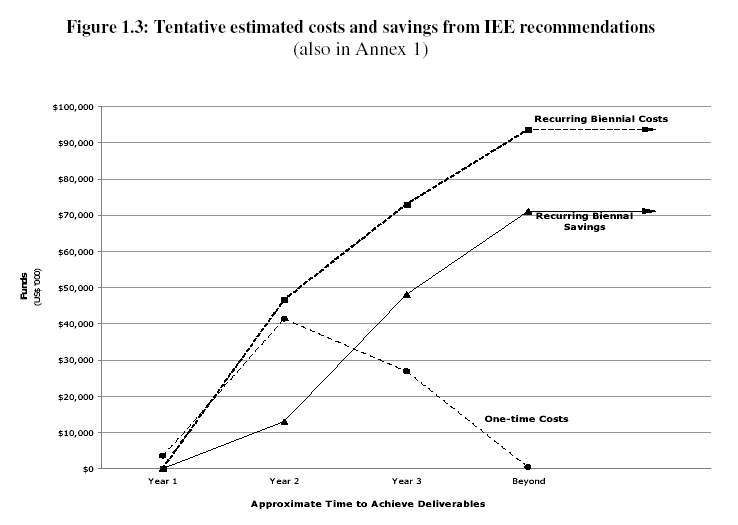 Figure 1.3: Tentative estimated costs and savings from IEE recommendations
(also in Annex 1)
$100,000
Recurring Biennial Costs
$90,000
$80,000
$70,000
Recurring Biennal
Savings
$60,000
Funds
(US$ '000)
$50,000
$40,000
$30,000
$20,000
One-time Costs
$10,000
$0
Year 1
Year 2
Year 3
Beyond
Approximate Time to Achieve Deliverables